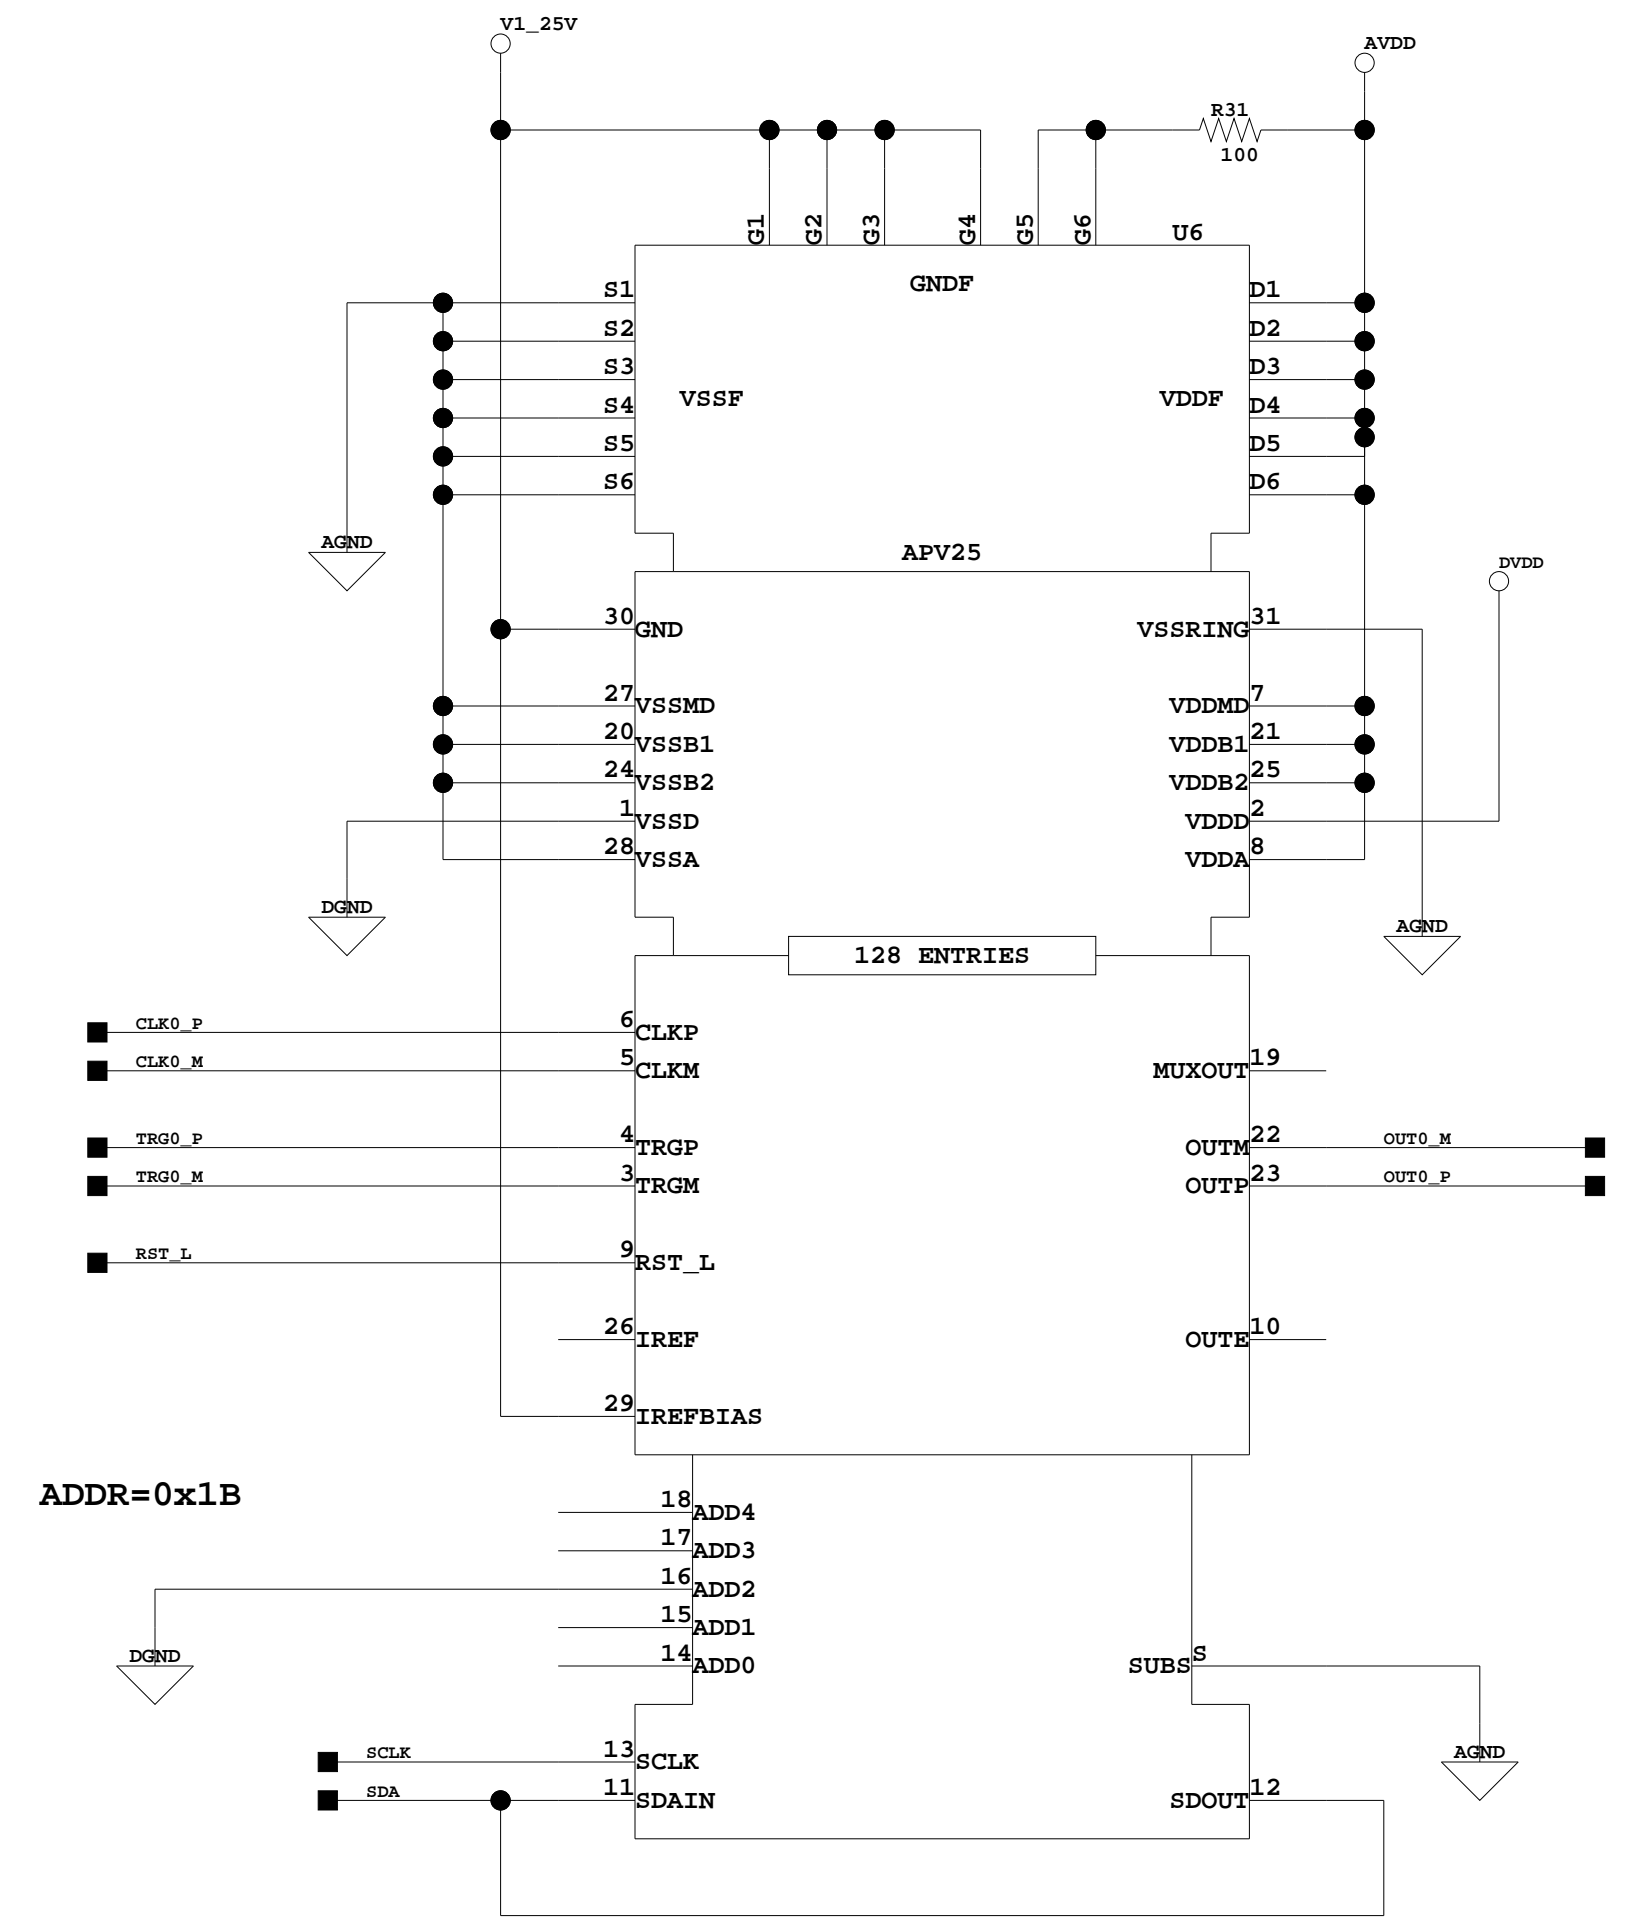 V1_25V
AVDD
R31
100
G1
G2
G3
G4
G5
G6
U6
GNDF
S1
D1
S2
D2
S3
D3
VSSF
VDDF
S4
D4
S5
D5
S6
D6
AGND
APV25
DVDD
30
GND
VSSRING
31
27
VSSMD
VDDMD
7
20
VSSB1
VDDB1
21
24
VSSB2
VDDB2
25
1
VSSD
VDDD
2
28
VSSA
VDDA
8
DGND
AGND
128 ENTRIES
CLK0_P
6
CLKP
CLK0_M
5
CLKM
MUXOUT
19
TRG0_P
4
TRGP
OUTM
22
OUT0_M
TRG0_M
3
TRGM
OUTP
23
OUT0_P
RST_L
9
RST_L
26
IREF
OUTE
10
29
IREFBIAS
ADDR=0x1B
18
ADD4
17
ADD3
16
ADD2
15
ADD1
DGND
14
ADD0
SUBS
S
SCLK
13
SCLK
AGND
SDA
11
SDAIN
SDOUT
12